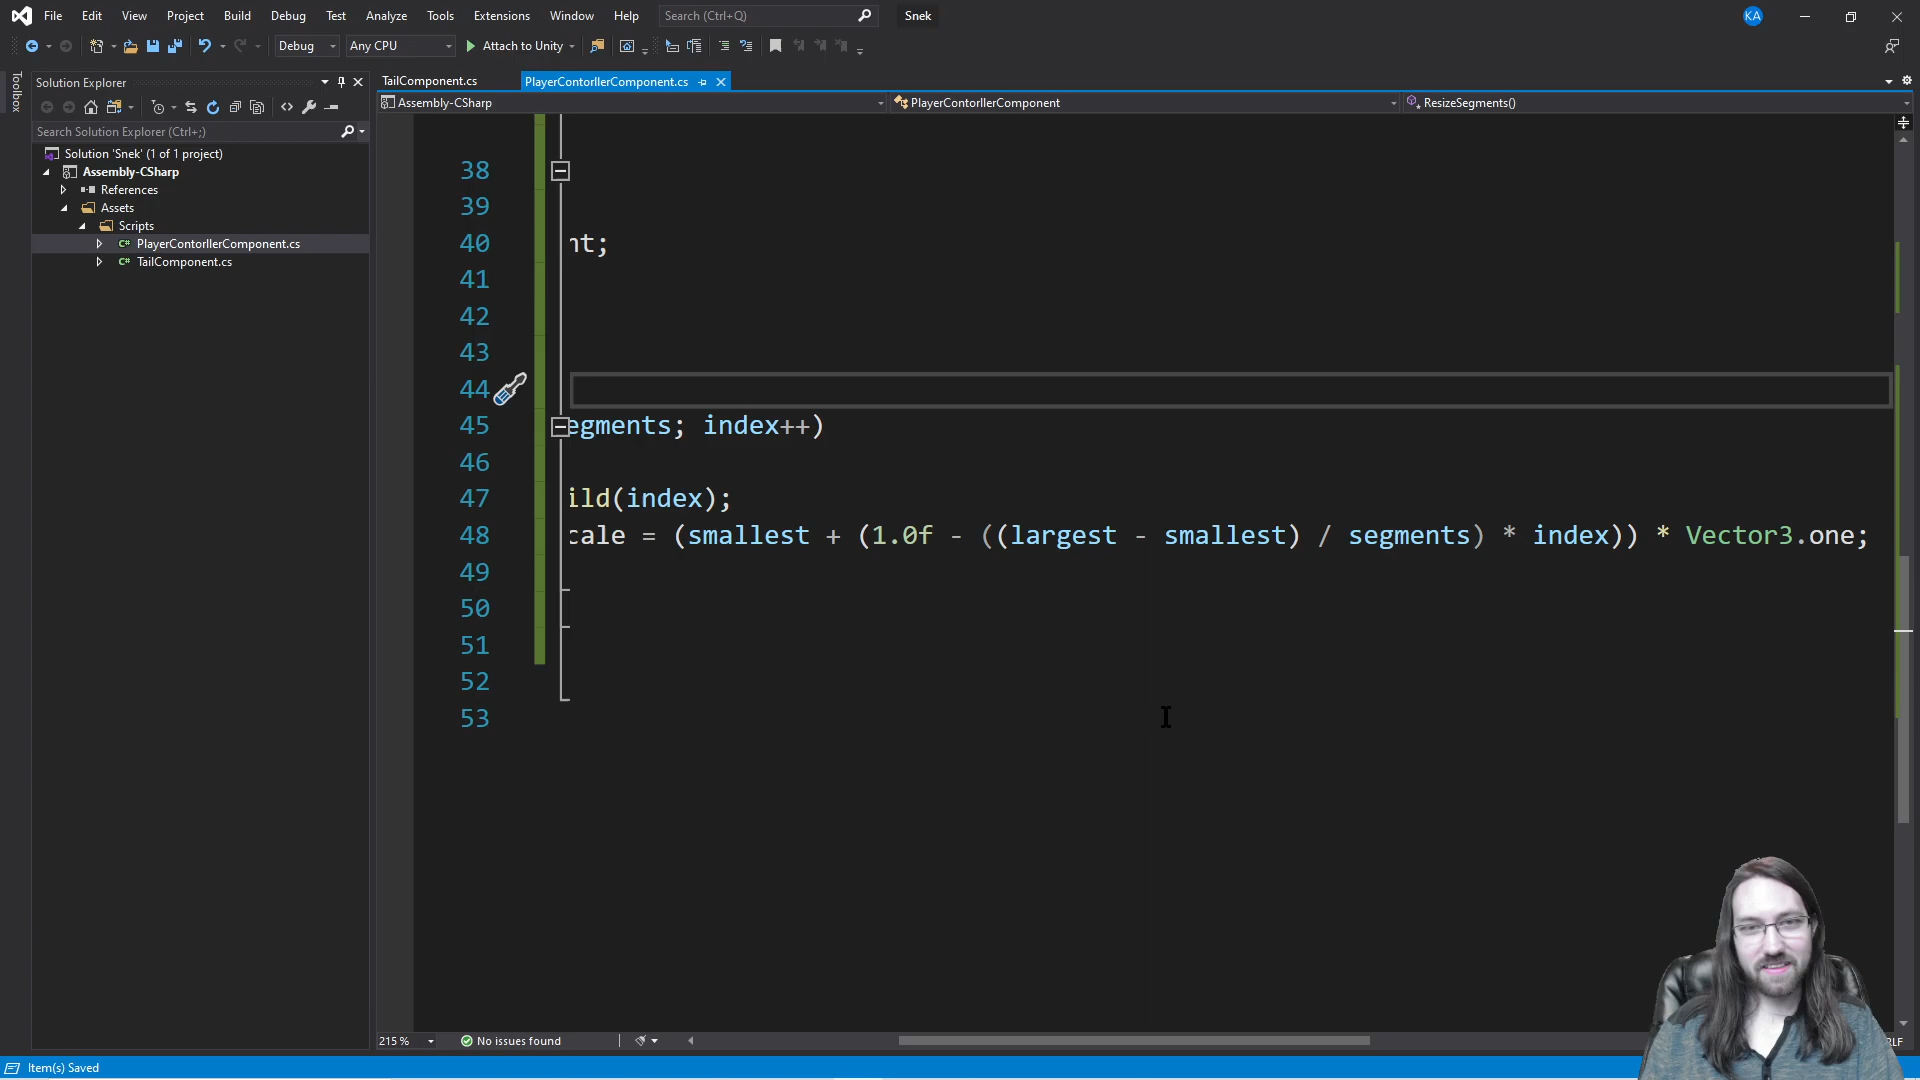 File Edit View Project Build Debug Test Analyze Tools Extensions Window Help Search (Ctrl+Q) Snek KA
Debug Any CPU Attach to Unity
Toolbox
Solution Explorer
TailComponent.cs PlayerContorllerComponent.cs
Assembly-CSharp PlayerContorllerComponent ResizeSegments()
Search Solution Explorer (Ctrl+;)
Solution 'Snek' (1 of 1 project)
Assembly-CSharp
References
Assets
Scripts
C# PlayerContorllerComponent.cs
C# TailComponent.cs
38
39
40 nt;
41
42
43
44
45 egments; index++)
46
47 ild(index);
48 cale = (smallest + (1.0f - ((largest - smallest) / segments) * index)) * Vector3.one;
49
50
51
52
53
215 % No issues found RLF
Item(s) Saved